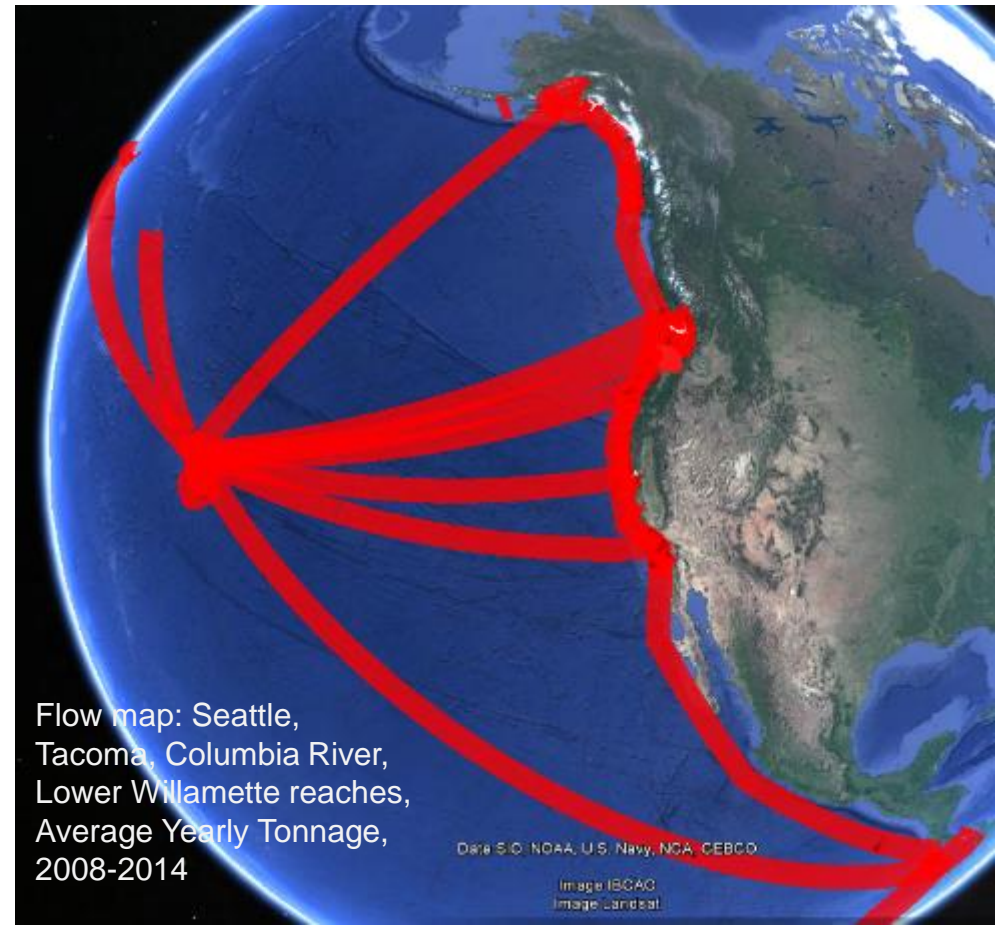 Flow map: Seattle,
Tacoma, Columbia River,
Lower Willamette reaches,
Average Yearly Tonnage,
2008-2014
Data SIO, NOAA, U.S. Navy, NGA, GEBCO
Image IBCAO
Image Landsat